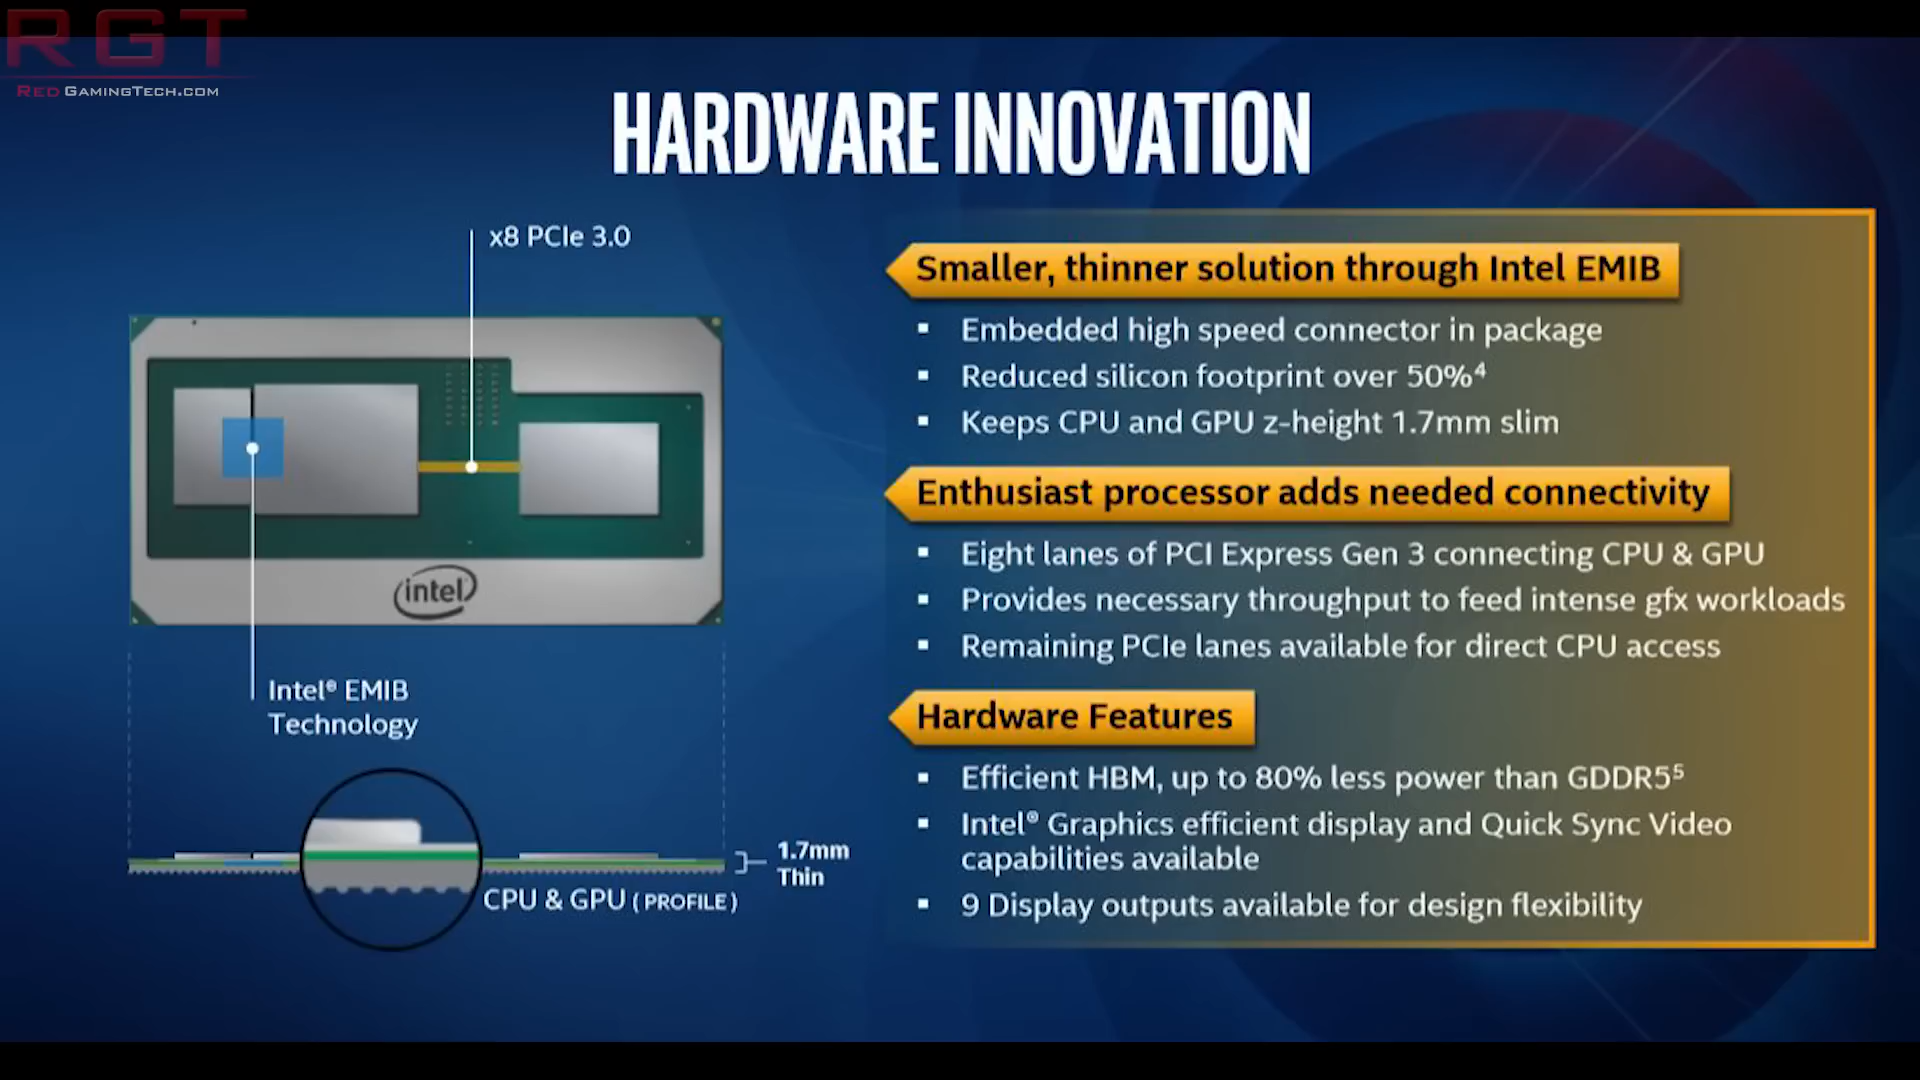 RGT
RedGamingTech.com
HARDWARE INNOVATION
x8 PCIe 3.0
intel
Intel® EMIB
Technology
1.7mm
Thin
CPU & GPU (PROFILE)
Smaller, thinner solution through Intel EMIB
▪ Embedded high speed connector in package
▪ Reduced silicon footprint over 50%⁴
▪ Keeps CPU and GPU z-height 1.7mm slim
Enthusiast processor adds needed connectivity
▪ Eight lanes of PCI Express Gen 3 connecting CPU & GPU
▪ Provides necessary throughput to feed intense gfx workloads
▪ Remaining PCIe lanes available for direct CPU access
Hardware Features
▪ Efficient HBM, up to 80% less power than GDDR5⁵
▪ Intel® Graphics efficient display and Quick Sync Video
capabilities available
▪ 9 Display outputs available for design flexibility